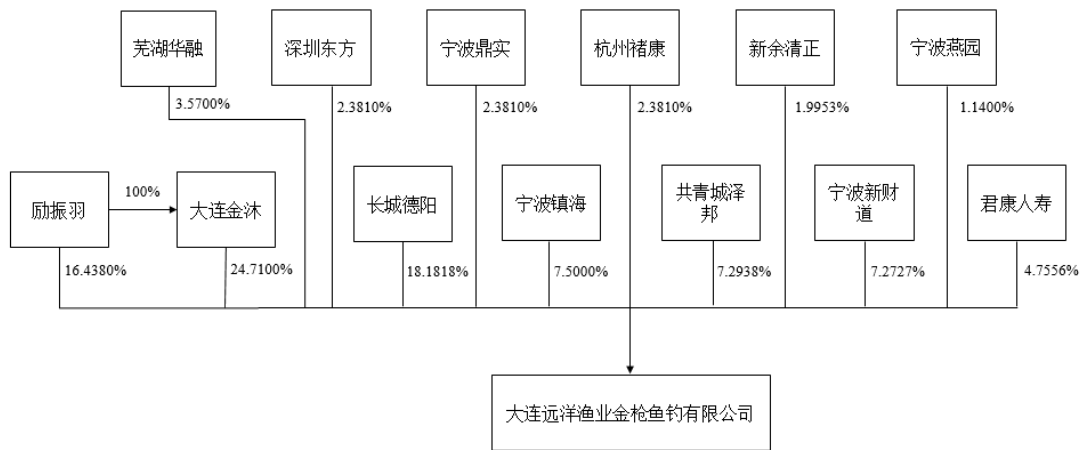 芜湖华融
深圳东方
宁波鼎实
杭州褚康
新余清正
宁波燕园
3.5700%
2.3810%
2.3810%
2.3810%
1.9953%
1.1400%
励振羽
100%
大连金沐
长城德阳
宁波镇海
共青城泽
邦
宁波新财
道
君康人寿
16.4380%
24.7100%
18.1818%
7.5000%
7.2938%
7.2727%
4.7556%
大连远洋渔业金枪鱼钓有限公司